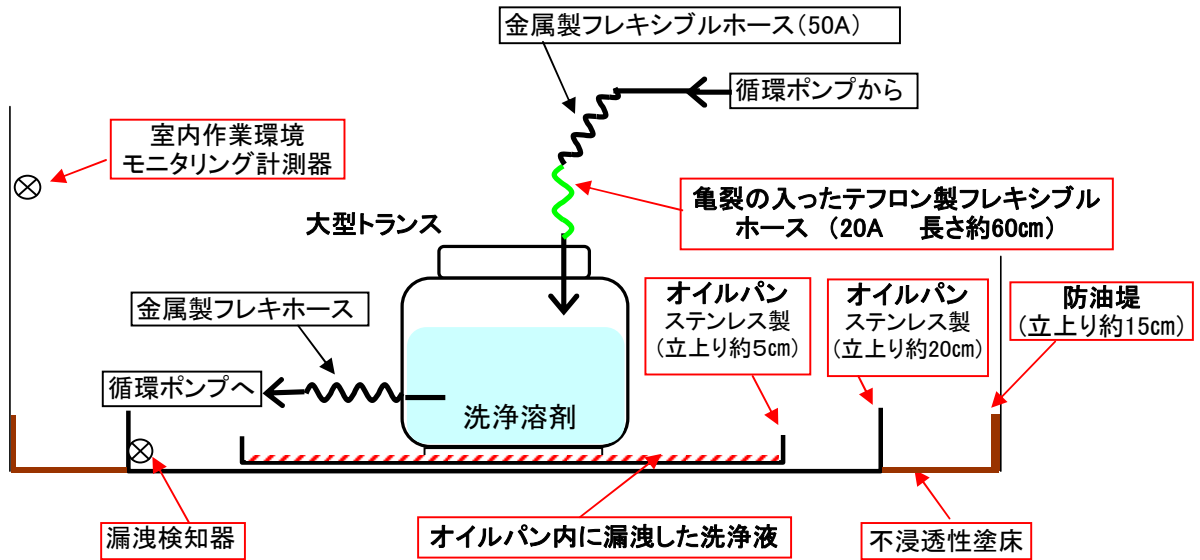 金属製フレキシブルホース(50A)
循環ポンプから
室内作業環境
モニタリング計測器
亀裂の入ったテフロン製フレキシブル
ホース (20A 長さ約60㎝)
大型トランス
金属製フレキホース
オイルパン
ステンレス製
(立上り約5㎝)
オイルパン
ステンレス製
(立上り約20㎝)
防油堤
(立上り約15㎝)
循環ポンプへ
洗浄溶剤
漏洩検知器
オイルパン内に漏洩した洗浄液
不浸透性塗床